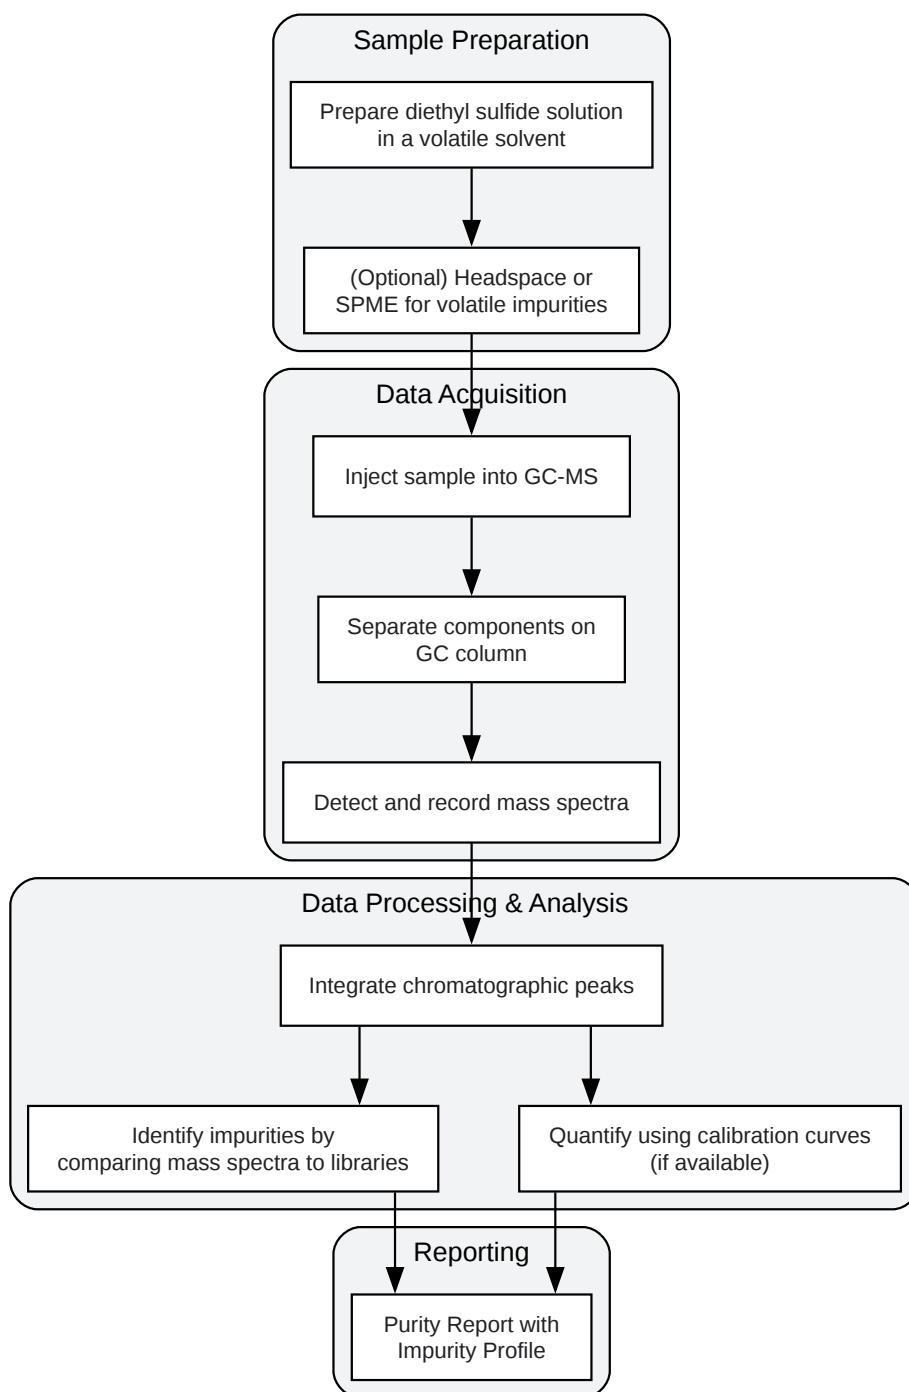 Sample Preparation
Prepare diethyl sulfide solution
in a volatile solvent
(Optional) Headspace or
SPME for volatile impurities
Data Acquisition
Inject sample into GC-MS
Separate components on
GC column
Detect and record mass spectra
Data Processing & Analysis
Integrate chromatographic peaks
Identify impurities by
comparing mass spectra to libraries
Quantify using calibration curves
(if available)
Reporting
Purity Report with
Impurity Profile